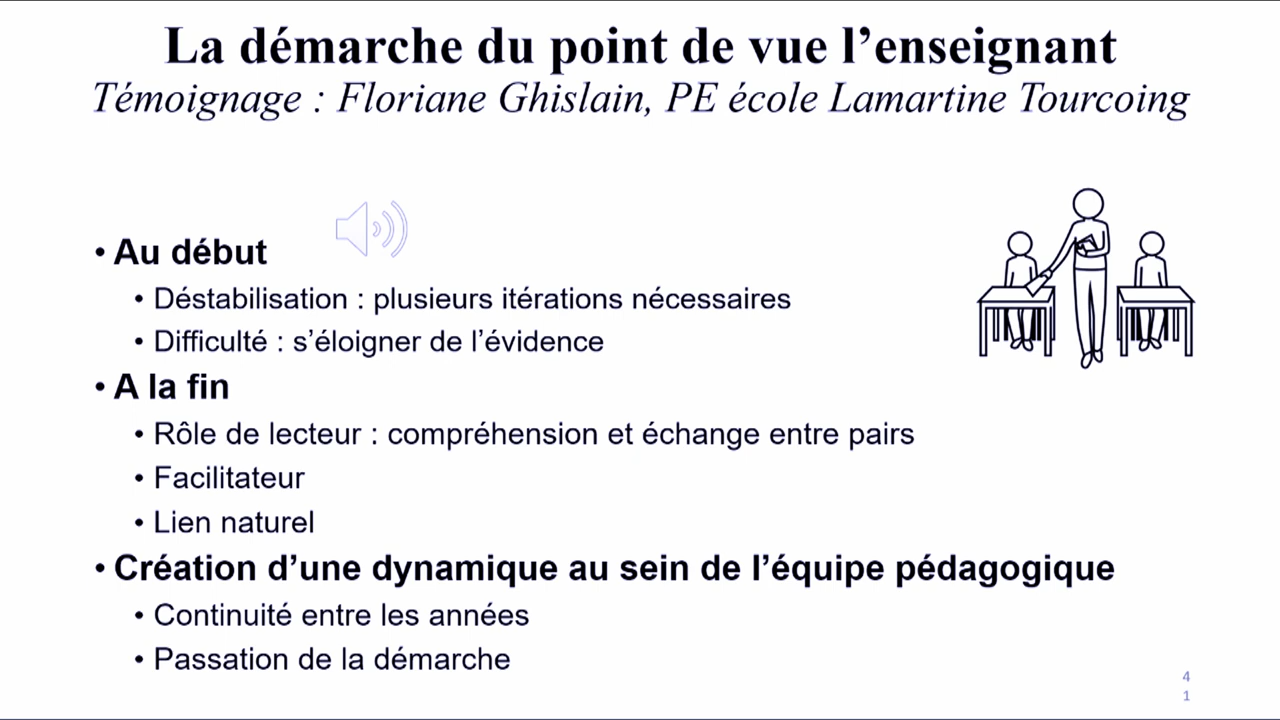 La démarche du point de vue l’enseignant
Témoignage : Floriane Ghislain, PE école Lamartine Tourcoing
• Au début
• Déstabilisation : plusieurs itérations nécessaires
• Difficulté : s’éloigner de l’évidence
• A la fin
• Rôle de lecteur : compréhension et échange entre pairs
• Facilitateur
• Lien naturel
• Création d’une dynamique au sein de l’équipe pédagogique
• Continuité entre les années
• Passation de la démarche
4
1